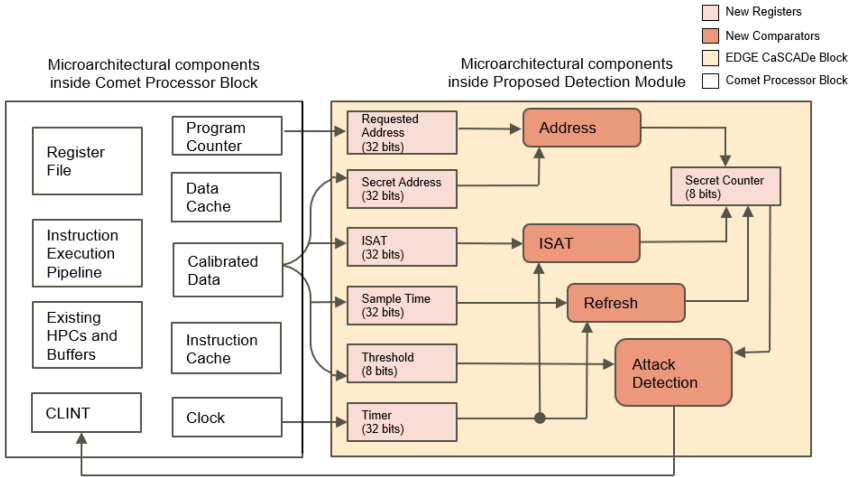 New Registers
New Comparators
EDGE CaSCADe Block
Comet Processor Block
Microarchitectural components
inside Comet Processor Block
Microarchitectural components
inside Proposed Detection Module
Register
File
Instruction
Execution
Pipeline
Existing
HPCs and
Buffers
CLINT
Program
Counter
Data
Cache
Calibrated
Data
Instruction
Cache
Clock
Requested
Address
(32 bits)
Secret Address
(32 bits)
ISAT
(32 bits)
Sample Time
(32 bits)
Threshold
(8 bits)
Timer
(32 bits)
Address
ISAT
Refresh
Attack
Detection
Secret Counter
(8 bits)